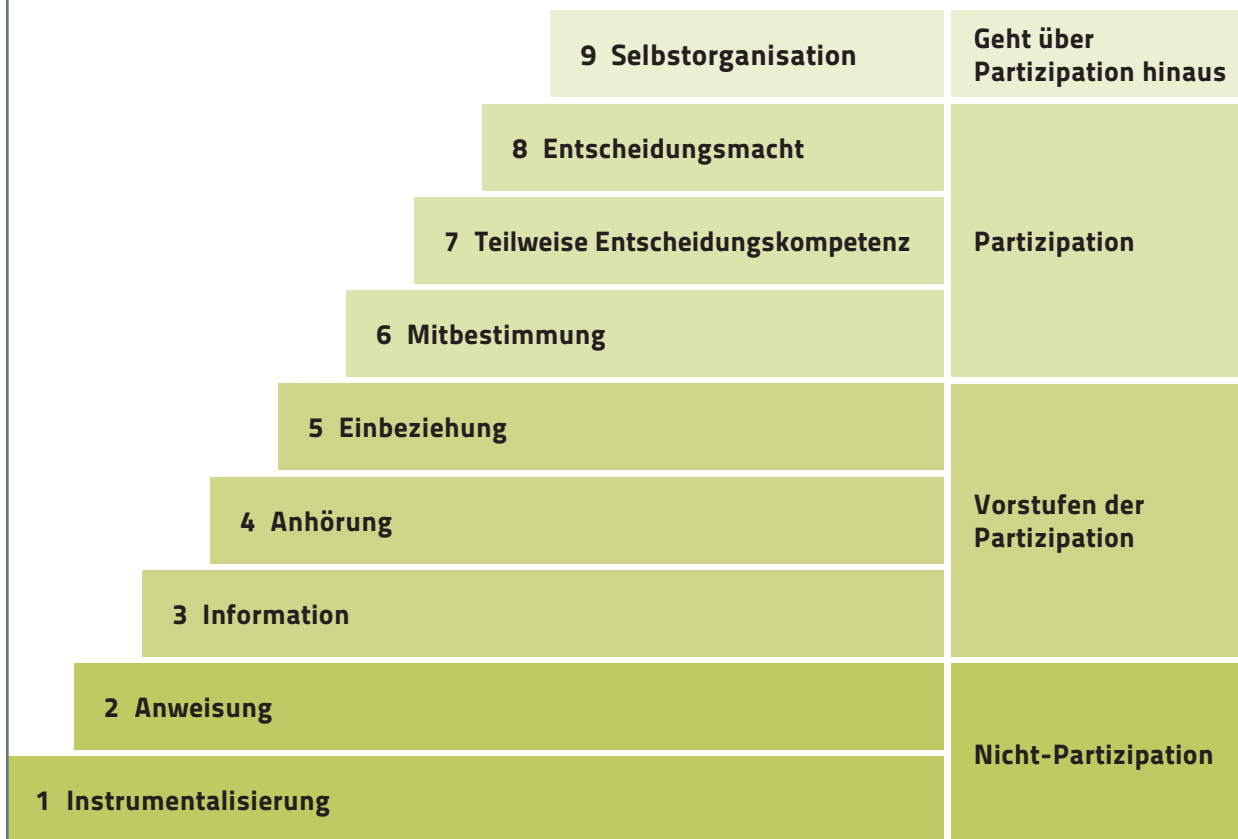 9 Selbstorganisation
Geht über
Partizipation hinaus
8 Entscheidungsmacht
7 Teilweise Entscheidungskompetenz
Partizipation
6 Mitbestimmung
5 Einbeziehung
4 Anhörung
Vorstufen der
Partizipation
3 Information
2 Anweisung
Nicht-Partizipation
1 Instrumentalisierung